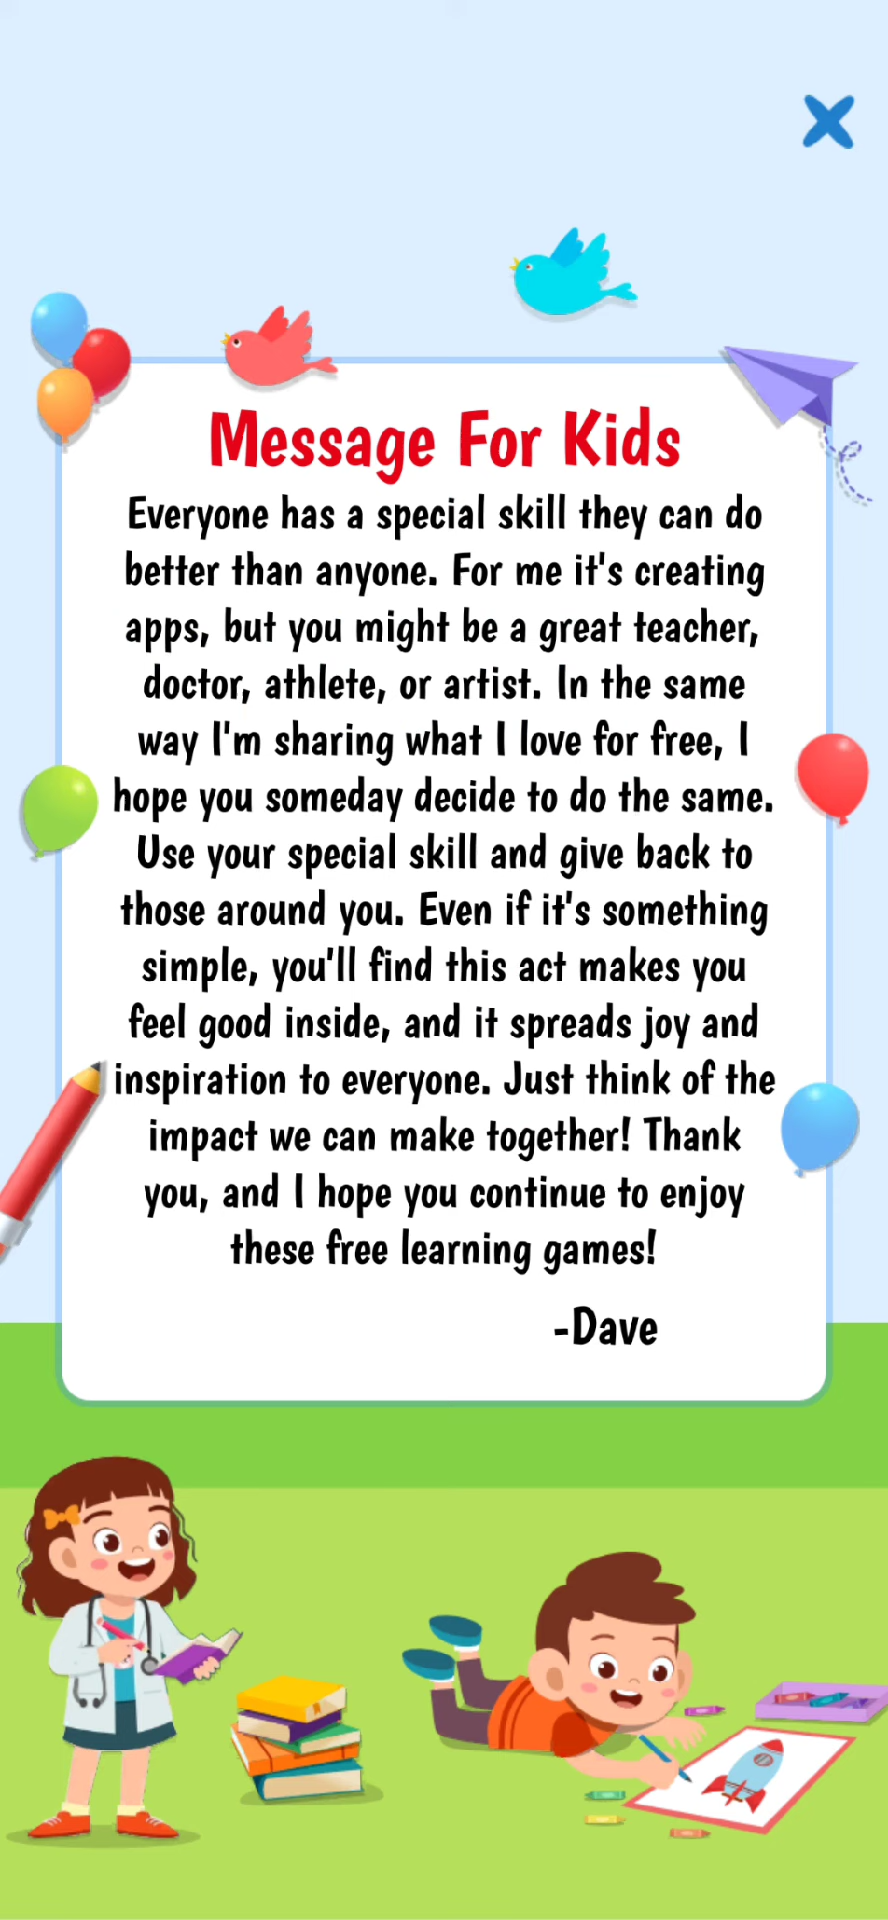 Message For Kids
Everyone has a special skill they can do
better than anyone. For me it's creating
apps, but you might be a great teacher,
doctor, athlete, or artist. In the same
way I'm sharing what I love for free, I
hope you someday decide to do the same.
Use your special skill and give back to
those around you. Even if it's something
simple, you'll find this act makes you
feel good inside, and it spreads joy and
inspiration to everyone. Just think of the
impact we can make together! Thank
you, and I hope you continue to enjoy
these free learning games!
-Dave